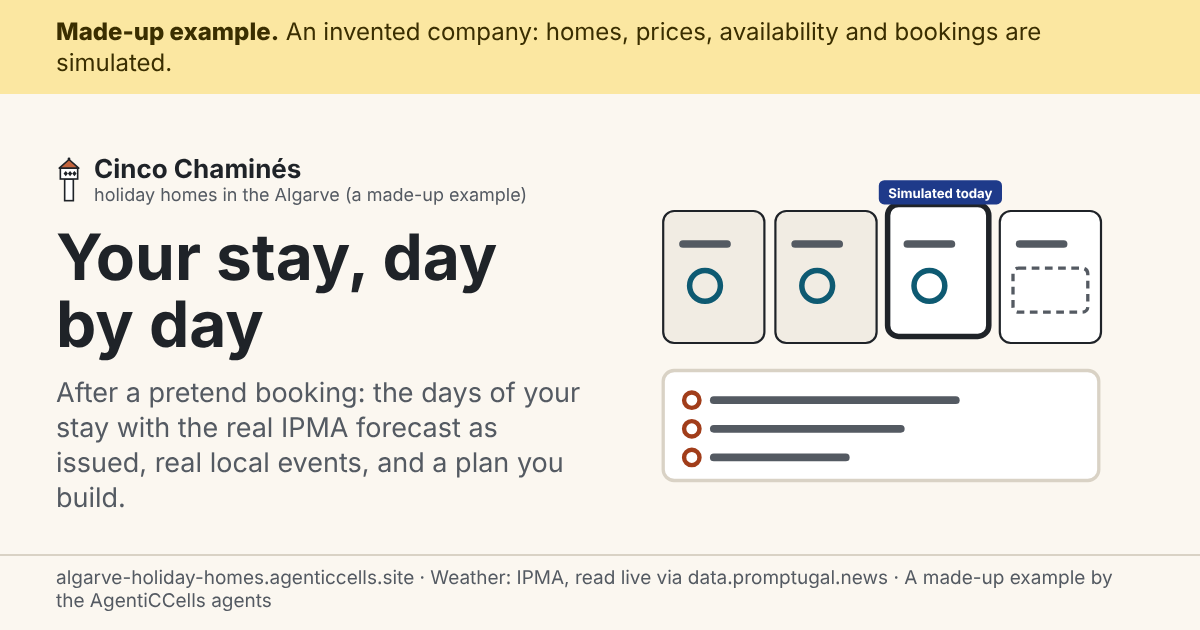 Made-up example. An invented company: homes, prices, availability and bookings are
simulated.
Cinco Chaminés
holiday homes in the Algarve (a made-up example)
Your stay, day
by day
After a pretend booking: the days of your
stay with the real IPMA forecast as
issued, real local events, and a plan you
build.
Simulated today
algarve-holiday-homes.agenticcells.site · Weather: IPMA, read live via data.promptugal.news · A made-up example by
the AgentiCCells agents